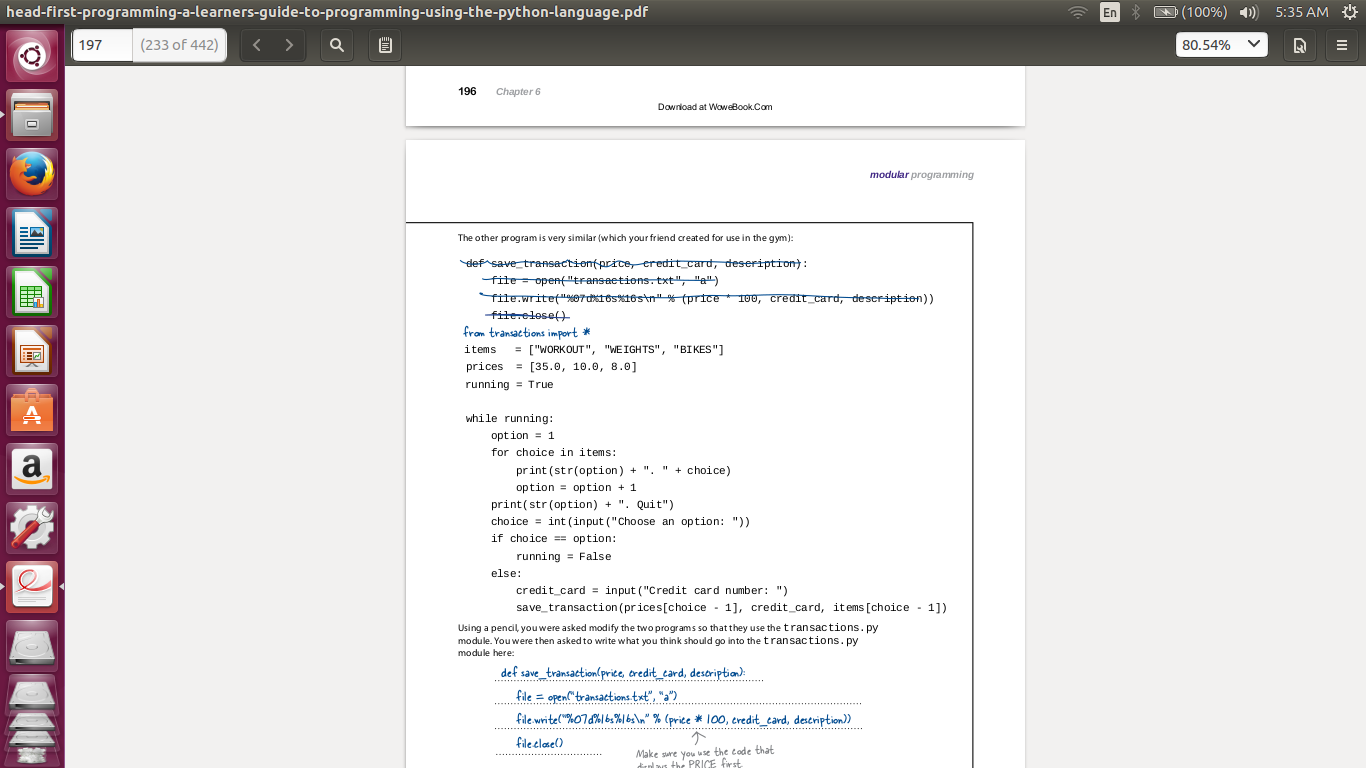 head-first-programming-a-learners-guide-to-programming-using-the-python-language.pdf
En
(100%)
5:35 AM
197
(233 of 442)
80.54%
196 Chapter 6
Download at WoweBook.Com
modular programming
The other program is very similar (which your friend created for use in the gym):
def save_transaction(price, credit_card, description):
file = open("transactions.txt", "a")
file.write("%07d%16s%16s\n" % (price * 100, credit_card, description))
file.close()
from transactions import *
items = ["WORKOUT", "WEIGHTS", "BIKES"]
prices = [35.0, 10.0, 8.0]
running = True
while running:
option = 1
for choice in items:
print(str(option) + ". " + choice)
option = option + 1
print(str(option) + ". Quit")
choice = int(input("Choose an option: "))
if choice == option:
running = False
else:
credit_card = input("Credit card number: ")
save_transaction(prices[choice - 1], credit_card, items[choice - 1])
Using a pencil, you were asked modify the two programs so that they use the transactions.py
module. You were then asked to write what you think should go into the transactions.py
module here:
def save_transaction(price, credit_card, description):
file = open("transactions.txt", "a")
file.write("%07d%16s%16s\n" % (price * 100, credit_card, description))
file.close()
Make sure you use the code that
displays the PRICE first.
a